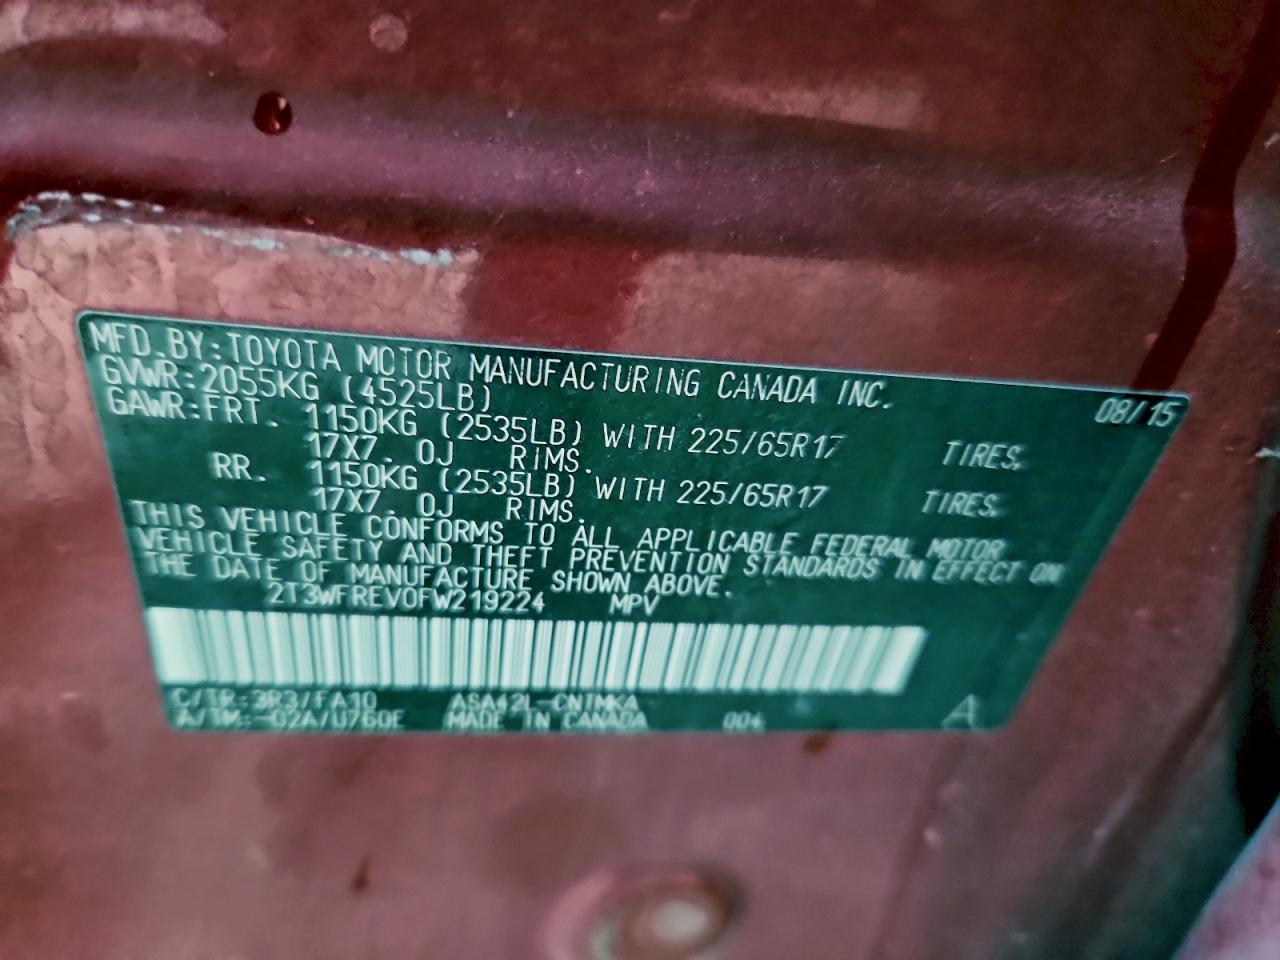 MFD.BY:TOYOTA MOTOR MANUFACTURING CANADA INC. 08/15
GVWR:2055KG (4525LB)
GAWR:FRT. 1150KG (2535LB) WITH 225/65R17 TIRES,
17X7. 0J RIMS.
RR. 1150KG (2535LB) WITH 225/65R17 TIRES,
17X7. 0J RIMS.
THIS VEHICLE CONFORMS TO ALL APPLICABLE FEDERAL MOTOR
VEHICLE SAFETY AND THEFT PREVENTION STANDARDS IN EFFECT ON
THE DATE OF MANUFACTURE SHOWN ABOVE.
2T3WFREV0FW219224 MPV
C/TR:3R3/FA10 ASA42L-CNTMKA
A/TM:-02A/U760E MADE IN CANADA 004 A